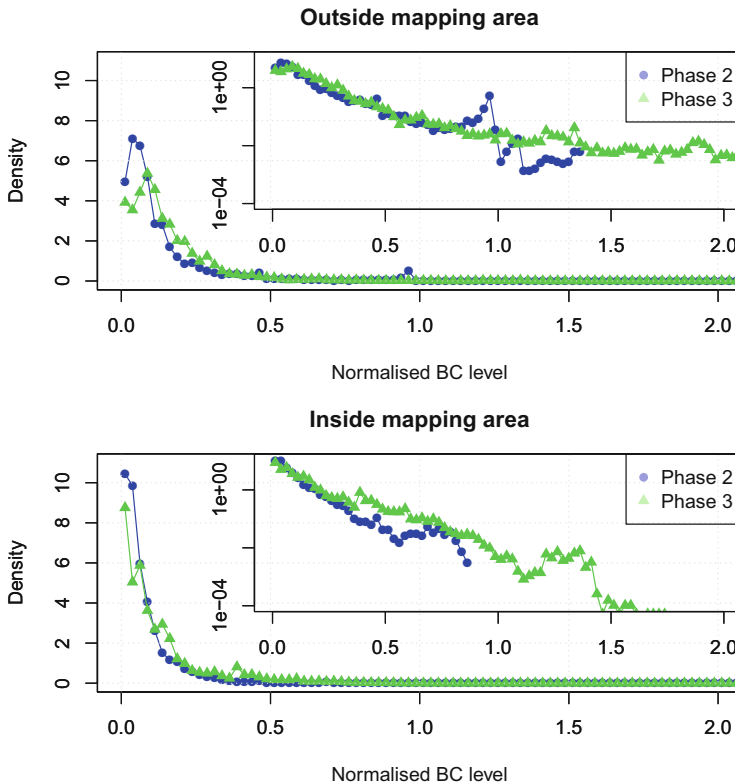 Outside mapping area
Density
0 2 4 6 8 10
1e-04 1e+00
Phase 2
Phase 3
0.0 0.5 1.0 1.5 2.0
0.0 0.5 1.0 1.5 2.0
Normalised BC level
Inside mapping area
Density
0 2 4 6 8 10
1e-04 1e+00
Phase 2
Phase 3
0.0 0.5 1.0 1.5 2.0
0.0 0.5 1.0 1.5 2.0
Normalised BC level